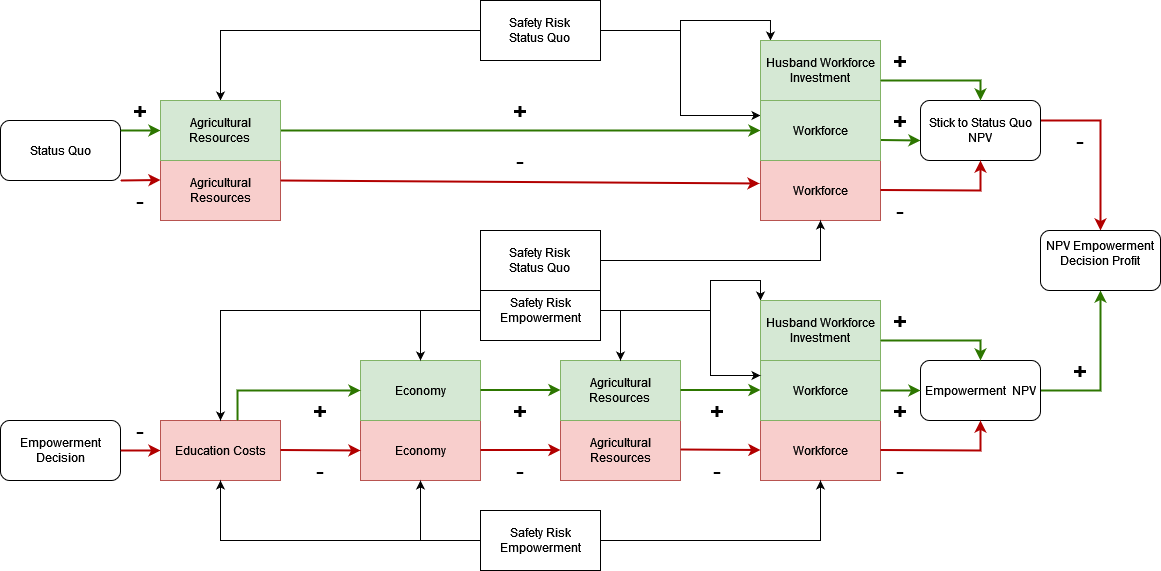 Safety Risk
Status Quo
Husband Workforce
Investment
+
+
Agricultural
Resources
+
Workforce
+
Stick to Status Quo
NPV
-
Status Quo
-
Agricultural
Resources
-
Workforce
-
Safety Risk
Status Quo
NPV Empowerment
Decision Profit
Safety Risk
Empowerment
Husband Workforce
Investment
+
Economy
Agricultural
Resources
Workforce
Empowerment  NPV
+
+
+
+
+
Empowerment
Decision
-
Education Costs
-
Economy
-
Agricultural
Resources
-
Workforce
-
Safety Risk
Empowerment